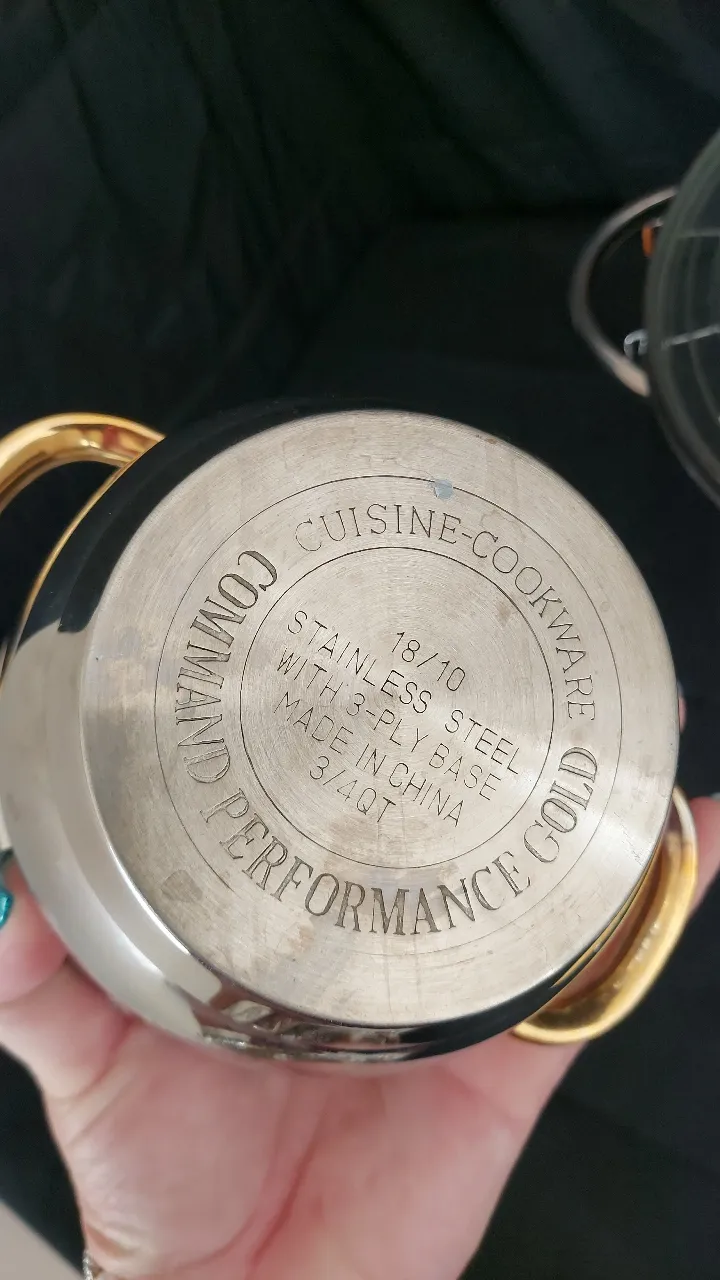 CUISINE-COOKWARE
COMMAND PERFORMANCE GOLD
18/10
STAINLESS STEEL
WITH 3-PLY BASE
MADE IN CHINA
3/4QT